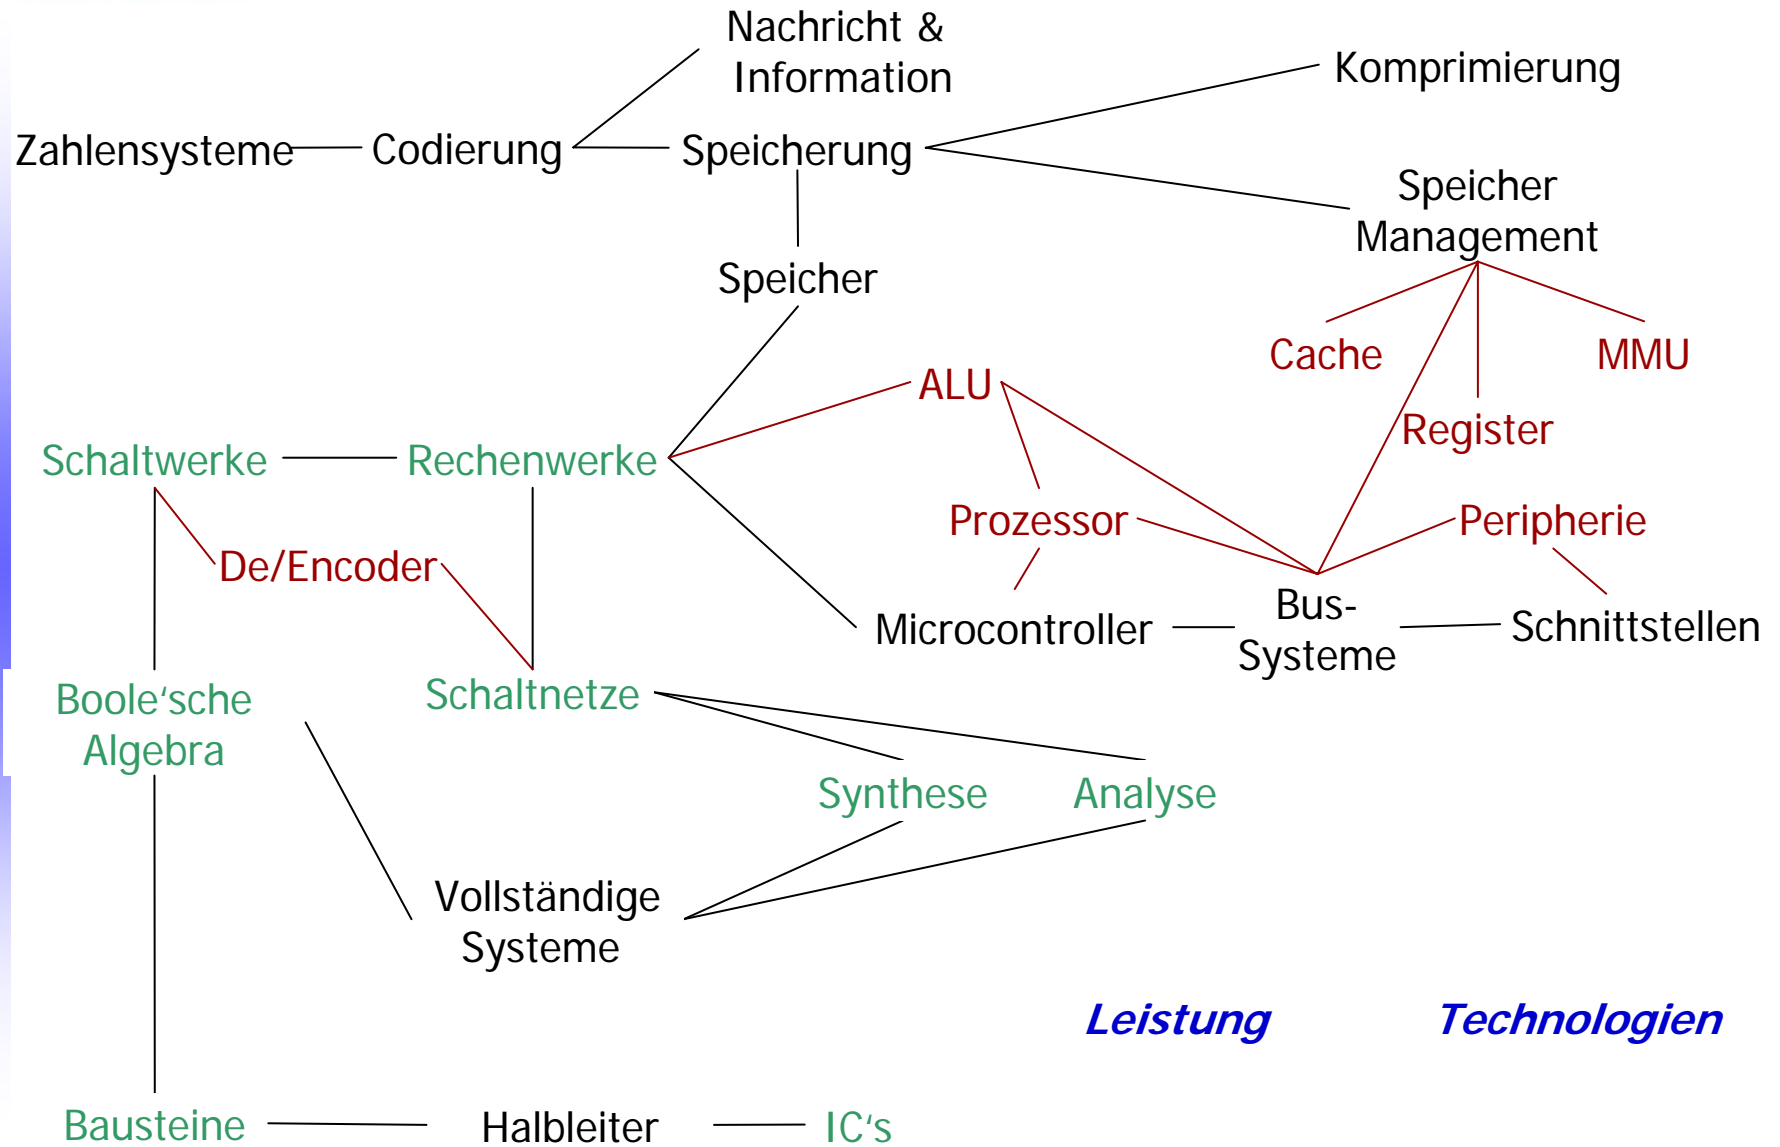 Nachricht &
Information
Komprimierung
Zahlensysteme
Codierung
Speicherung
Speicher
Management
Speicher
Cache
MMU
ALU
Register
Schaltwerke
Rechenwerke
Prozessor
Peripherie
De/Encoder
Microcontroller
Bus-
Systeme
Schnittstellen
Boole‘sche
Algebra
Schaltnetze
Synthese
Analyse
Vollständige
Systeme
Leistung
Technologien
Bausteine
Halbleiter
IC‘s